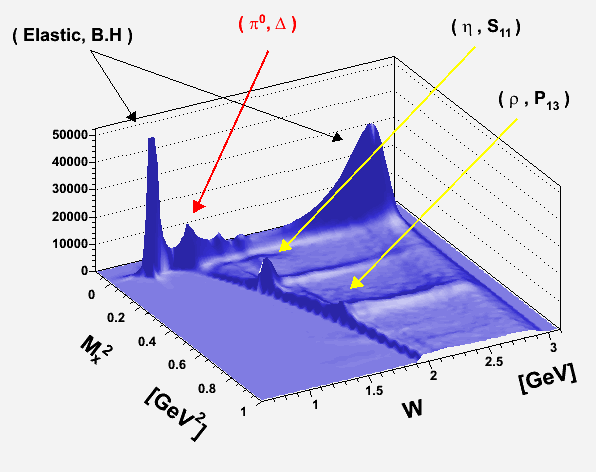 ( Elastic, B.H )
( π⁰, Δ )
( η , S₁₁ )
( ρ , P₁₃ )
50000
40000
30000
20000
10000
0
0
0.2
0.4
0.6
0.8
1
Mₓ²
[GeV²]
1
1.5
2
2.5
3
W
[GeV]